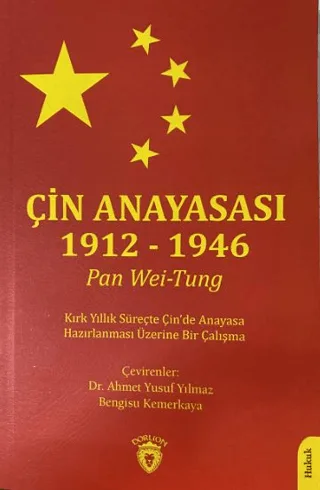 ÇİN ANAYASASI
1912 - 1946
Pan Wei-Tung
Kırk Yıllık Süreçte Çin'de Anayasa
Hazırlanması Üzerine Bir Çalışma
Çevirenler:
Dr. Ahmet Yusuf Yılmaz
Bengisu Kemerkaya
DORLION
Hukuk